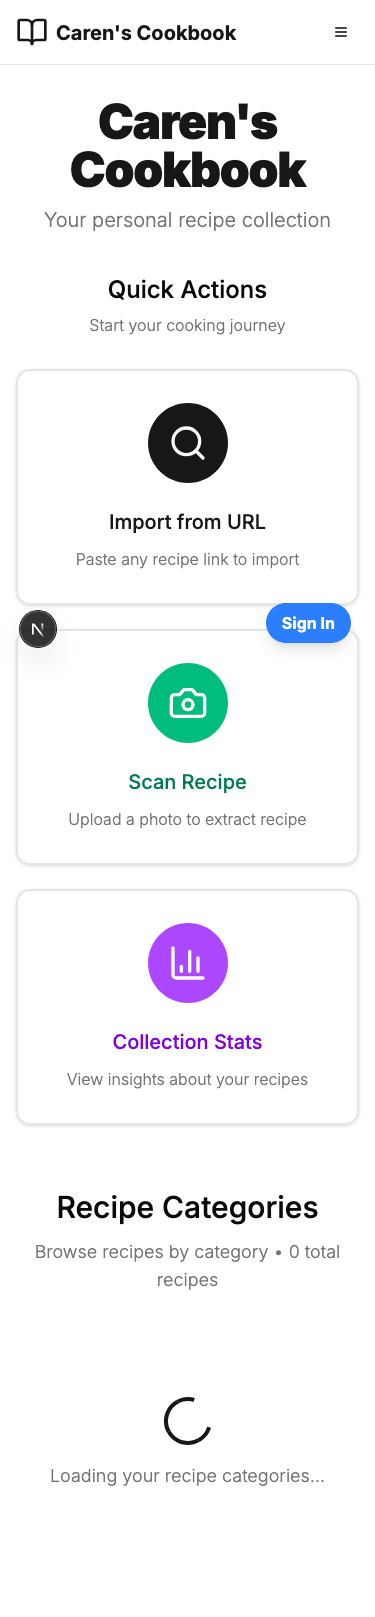 Caren's Cookbook
Caren's
Cookbook
Your personal recipe collection
Quick Actions
Start your cooking journey
Import from URL
Paste any recipe link to import
N
Sign In
Scan Recipe
Upload a photo to extract recipe
Collection Stats
View insights about your recipes
Recipe Categories
Browse recipes by category • 0 total
recipes
Loading your recipe categories...